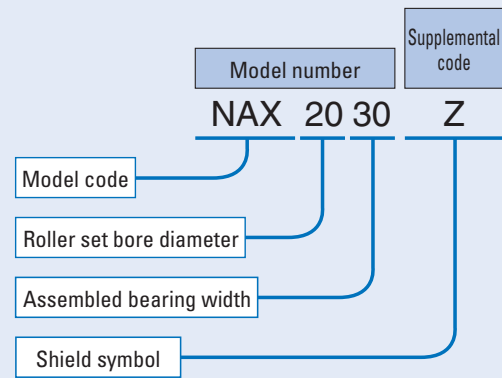 Supplemental
code
Model number
NAX 20 30 Z
Model code
Roller set bore diameter
Assembled bearing width
Shield symbol